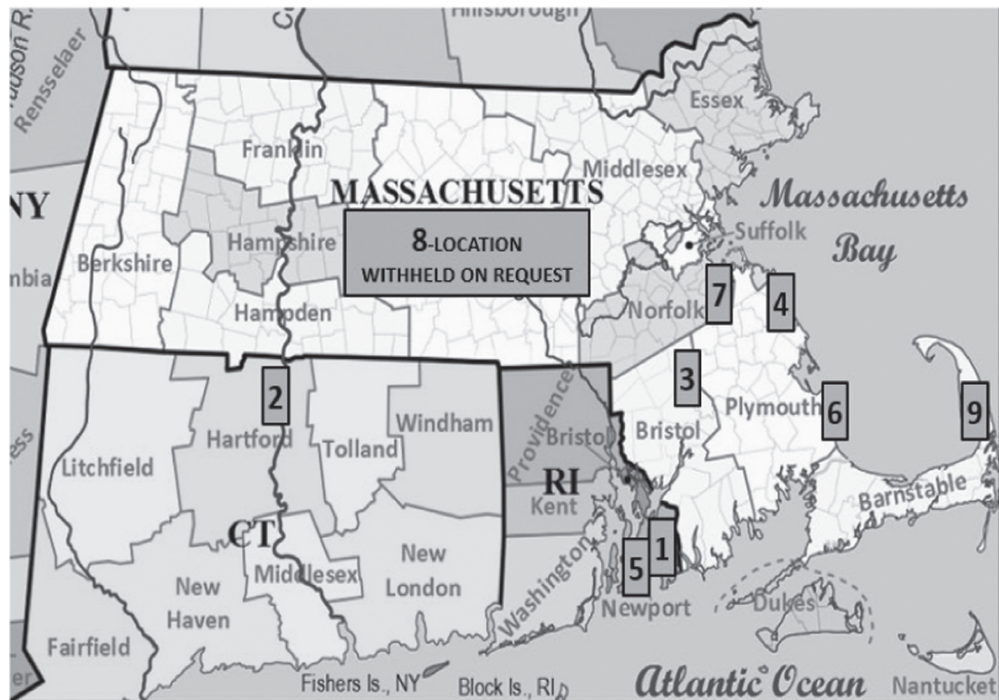 Hillsborough
Rensselaer
Essex
Franklin
Middlesex
NY
MASSACHUSETTS
Massachusetts
Bay
Suffolk
8-LOCATION
WITHHELD ON REQUEST
Hampshire
Berkshire
7
4
Norfolk
Hampden
3
2
Plymouth
6
9
Windham
Hartford
Bristol
Providence
Bristol
Tolland
Litchfield
RI
Kent
Barnstable
CT
1
5
New
London
Middlesex
Washington
New
Haven
Newport
Dukes
Fairfield
Fishers Is., NY
Block Is., RI
Atlantic Ocean
Nantucket